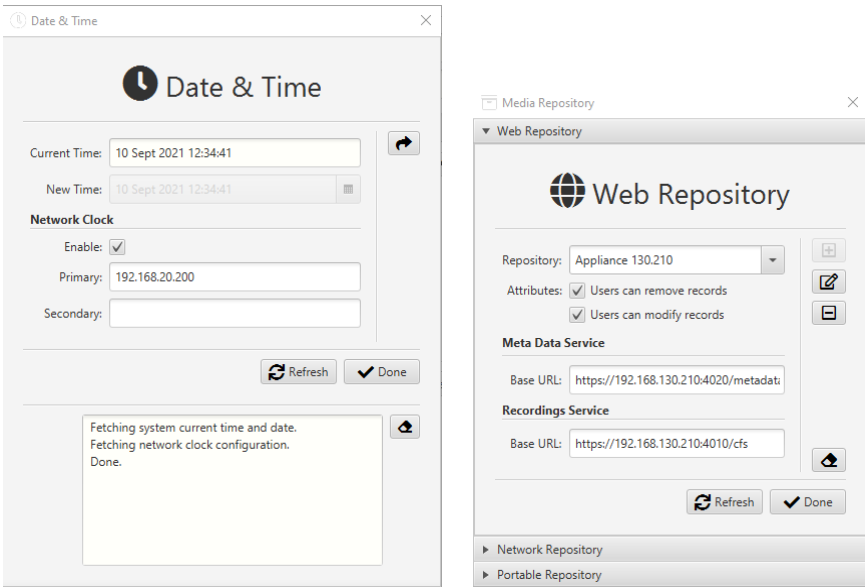 Date & Time
Date & Time
Current Time: 10 Sept 2021 12:34:41
New Time: 10 Sept 2021 12:34:41
Network Clock
Enable:
Primary: 192.168.20.200
Secondary:
Refresh
Done
Fetching system current time and date.
Fetching network clock configuration.
Done.
Media Repository
Web Repository
Web Repository
Repository: Appliance 130.210
Attributes: Users can remove records
Users can modify records
Meta Data Service
Base URL: https://192.168.130.210:4020/metadata
Recordings Service
Base URL: https://192.168.130.210:4010/cfs
Refresh
Done
Network Repository
Portable Repository